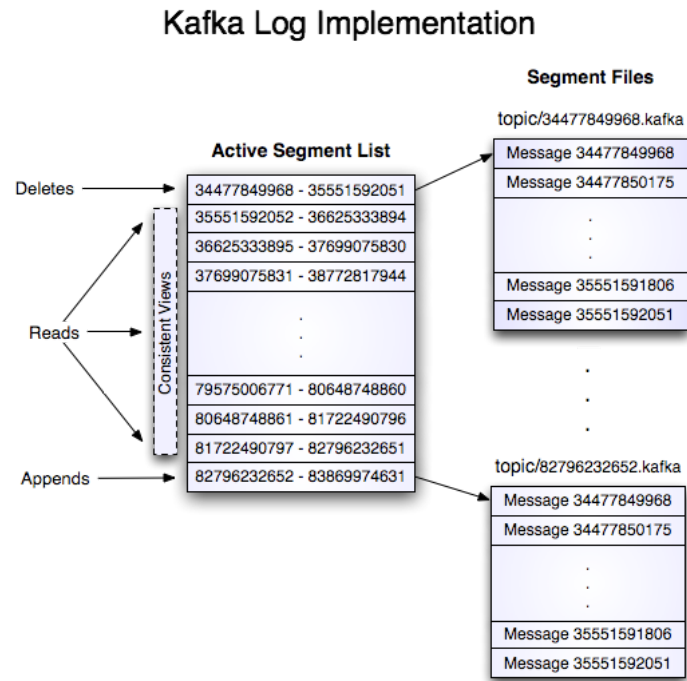 Kafka Log Implementation
Segment Files
topic/34477849968.kafka
Active Segment List
Deletes
Reads
Appends
Consistent Views
34477849968 - 35551592051
35551592052 - 36625333894
36625333895 - 37699075830
37699075831 - 38772817944
.
.
.
79575006771 - 80648748860
80648748861 - 81722490796
81722490797 - 82796232651
82796232652 - 83869974631
Message 34477849968
Message 34477850175
.
.
.
Message 35551591806
Message 35551592051
.
.
.
topic/82796232652.kafka
Message 34477849968
Message 34477850175
.
.
.
Message 35551591806
Message 35551592051